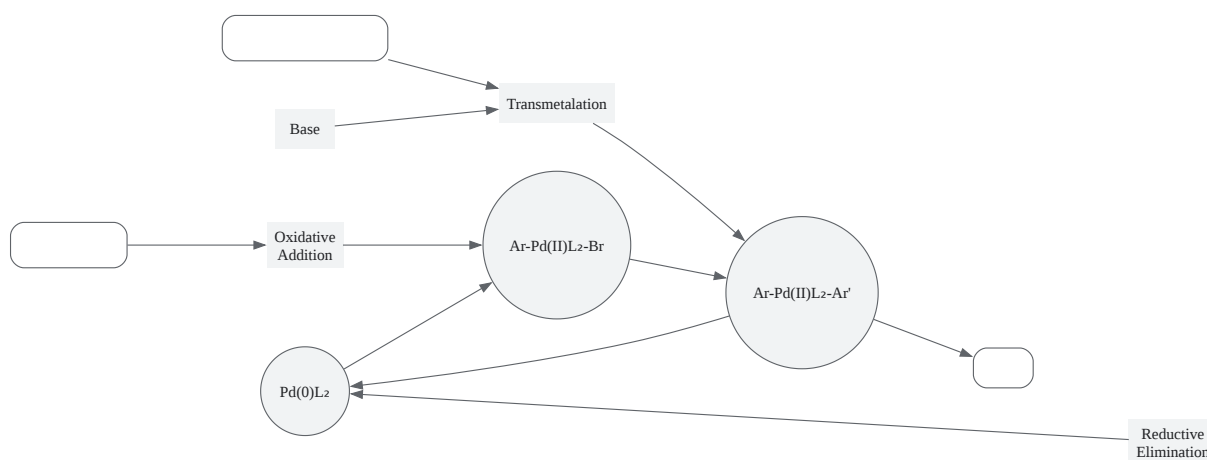 Transmetalation
Base
Oxidative
Addition
Ar-Pd(II)L₂-Br
Ar-Pd(II)L₂-Ar'
Pd(0)L₂
Reductive
Elimination